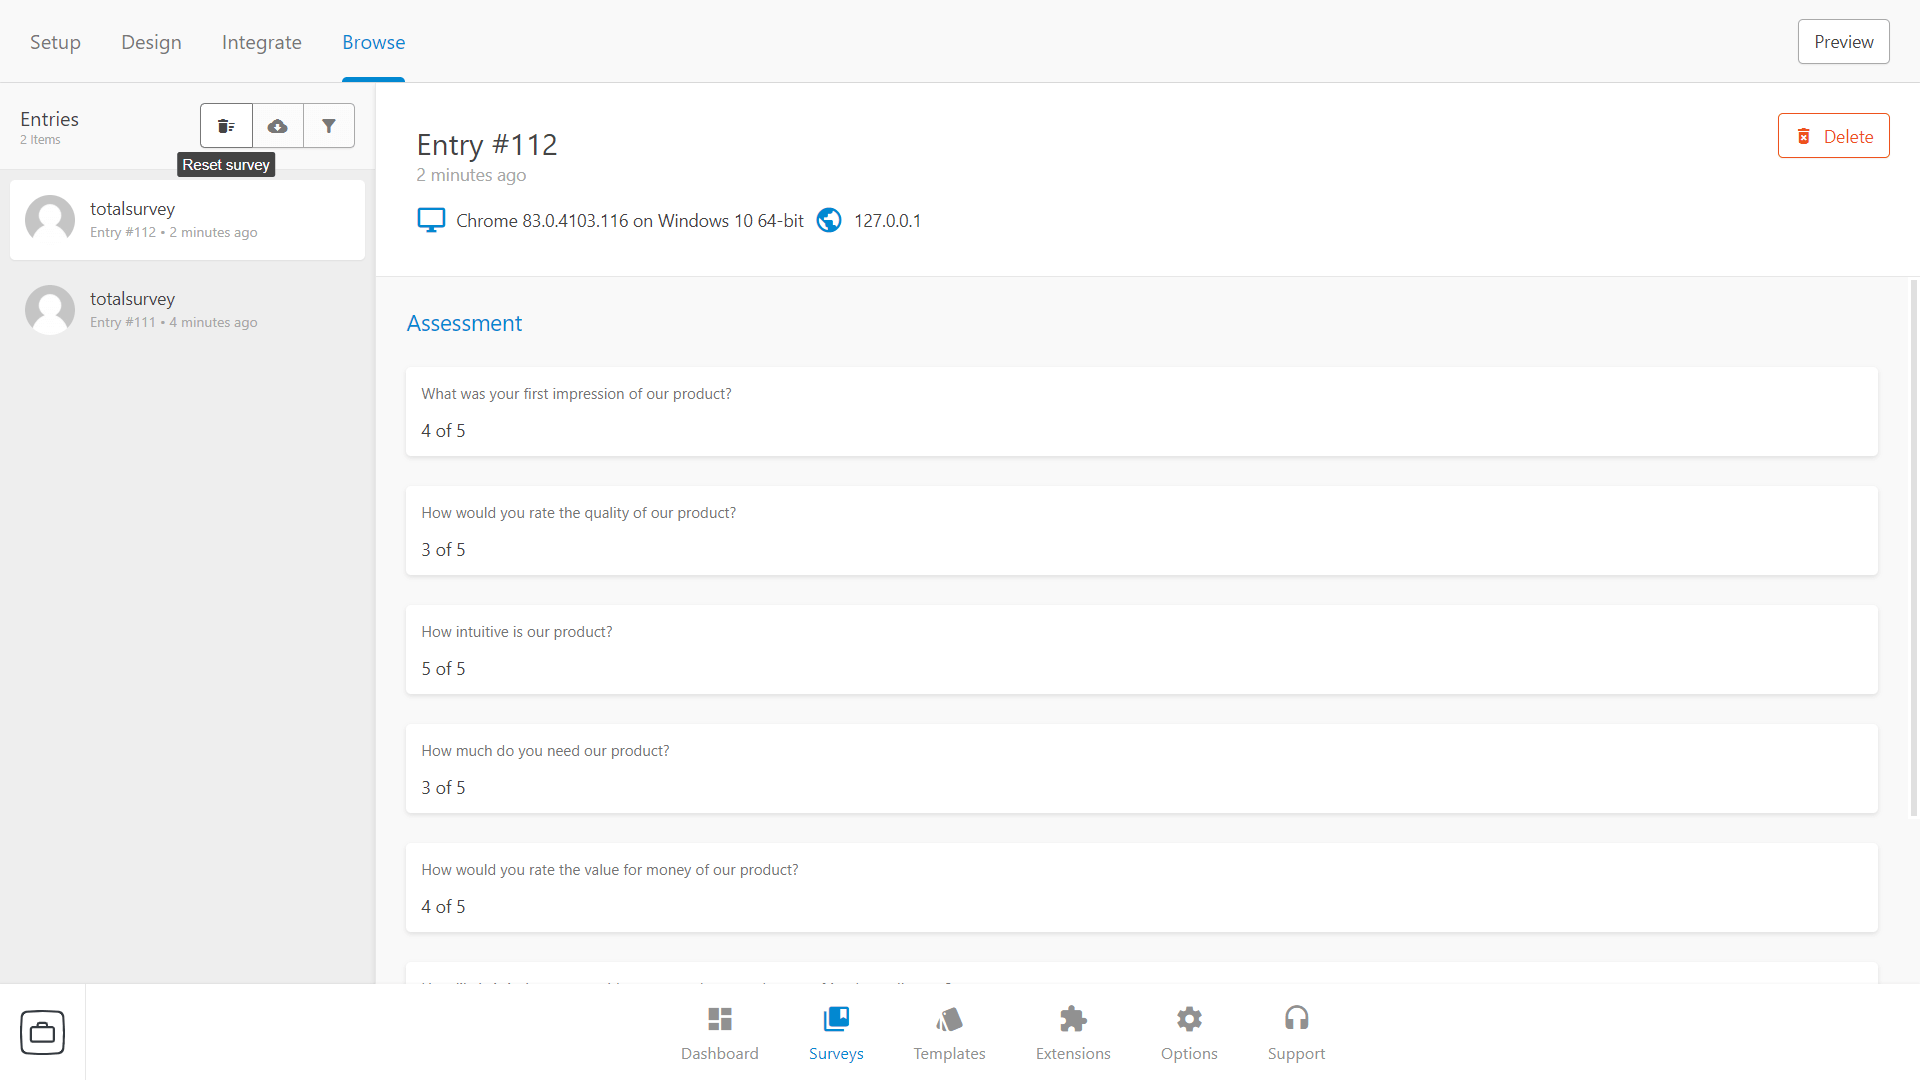 Setup Design Integrate Browse Preview
Entries
2 Items
Reset survey
totalsurvey
Entry #112 • 2 minutes ago
totalsurvey
Entry #111 • 4 minutes ago
Entry #112
2 minutes ago
Delete
Chrome 83.0.4103.116 on Windows 10 64-bit 127.0.0.1
Assessment
What was your first impression of our product?
4 of 5
How would you rate the quality of our product?
3 of 5
How intuitive is our product?
5 of 5
How much do you need our product?
3 of 5
How would you rate the value for money of our product?
4 of 5
Dashboard Surveys Templates Extensions Options Support